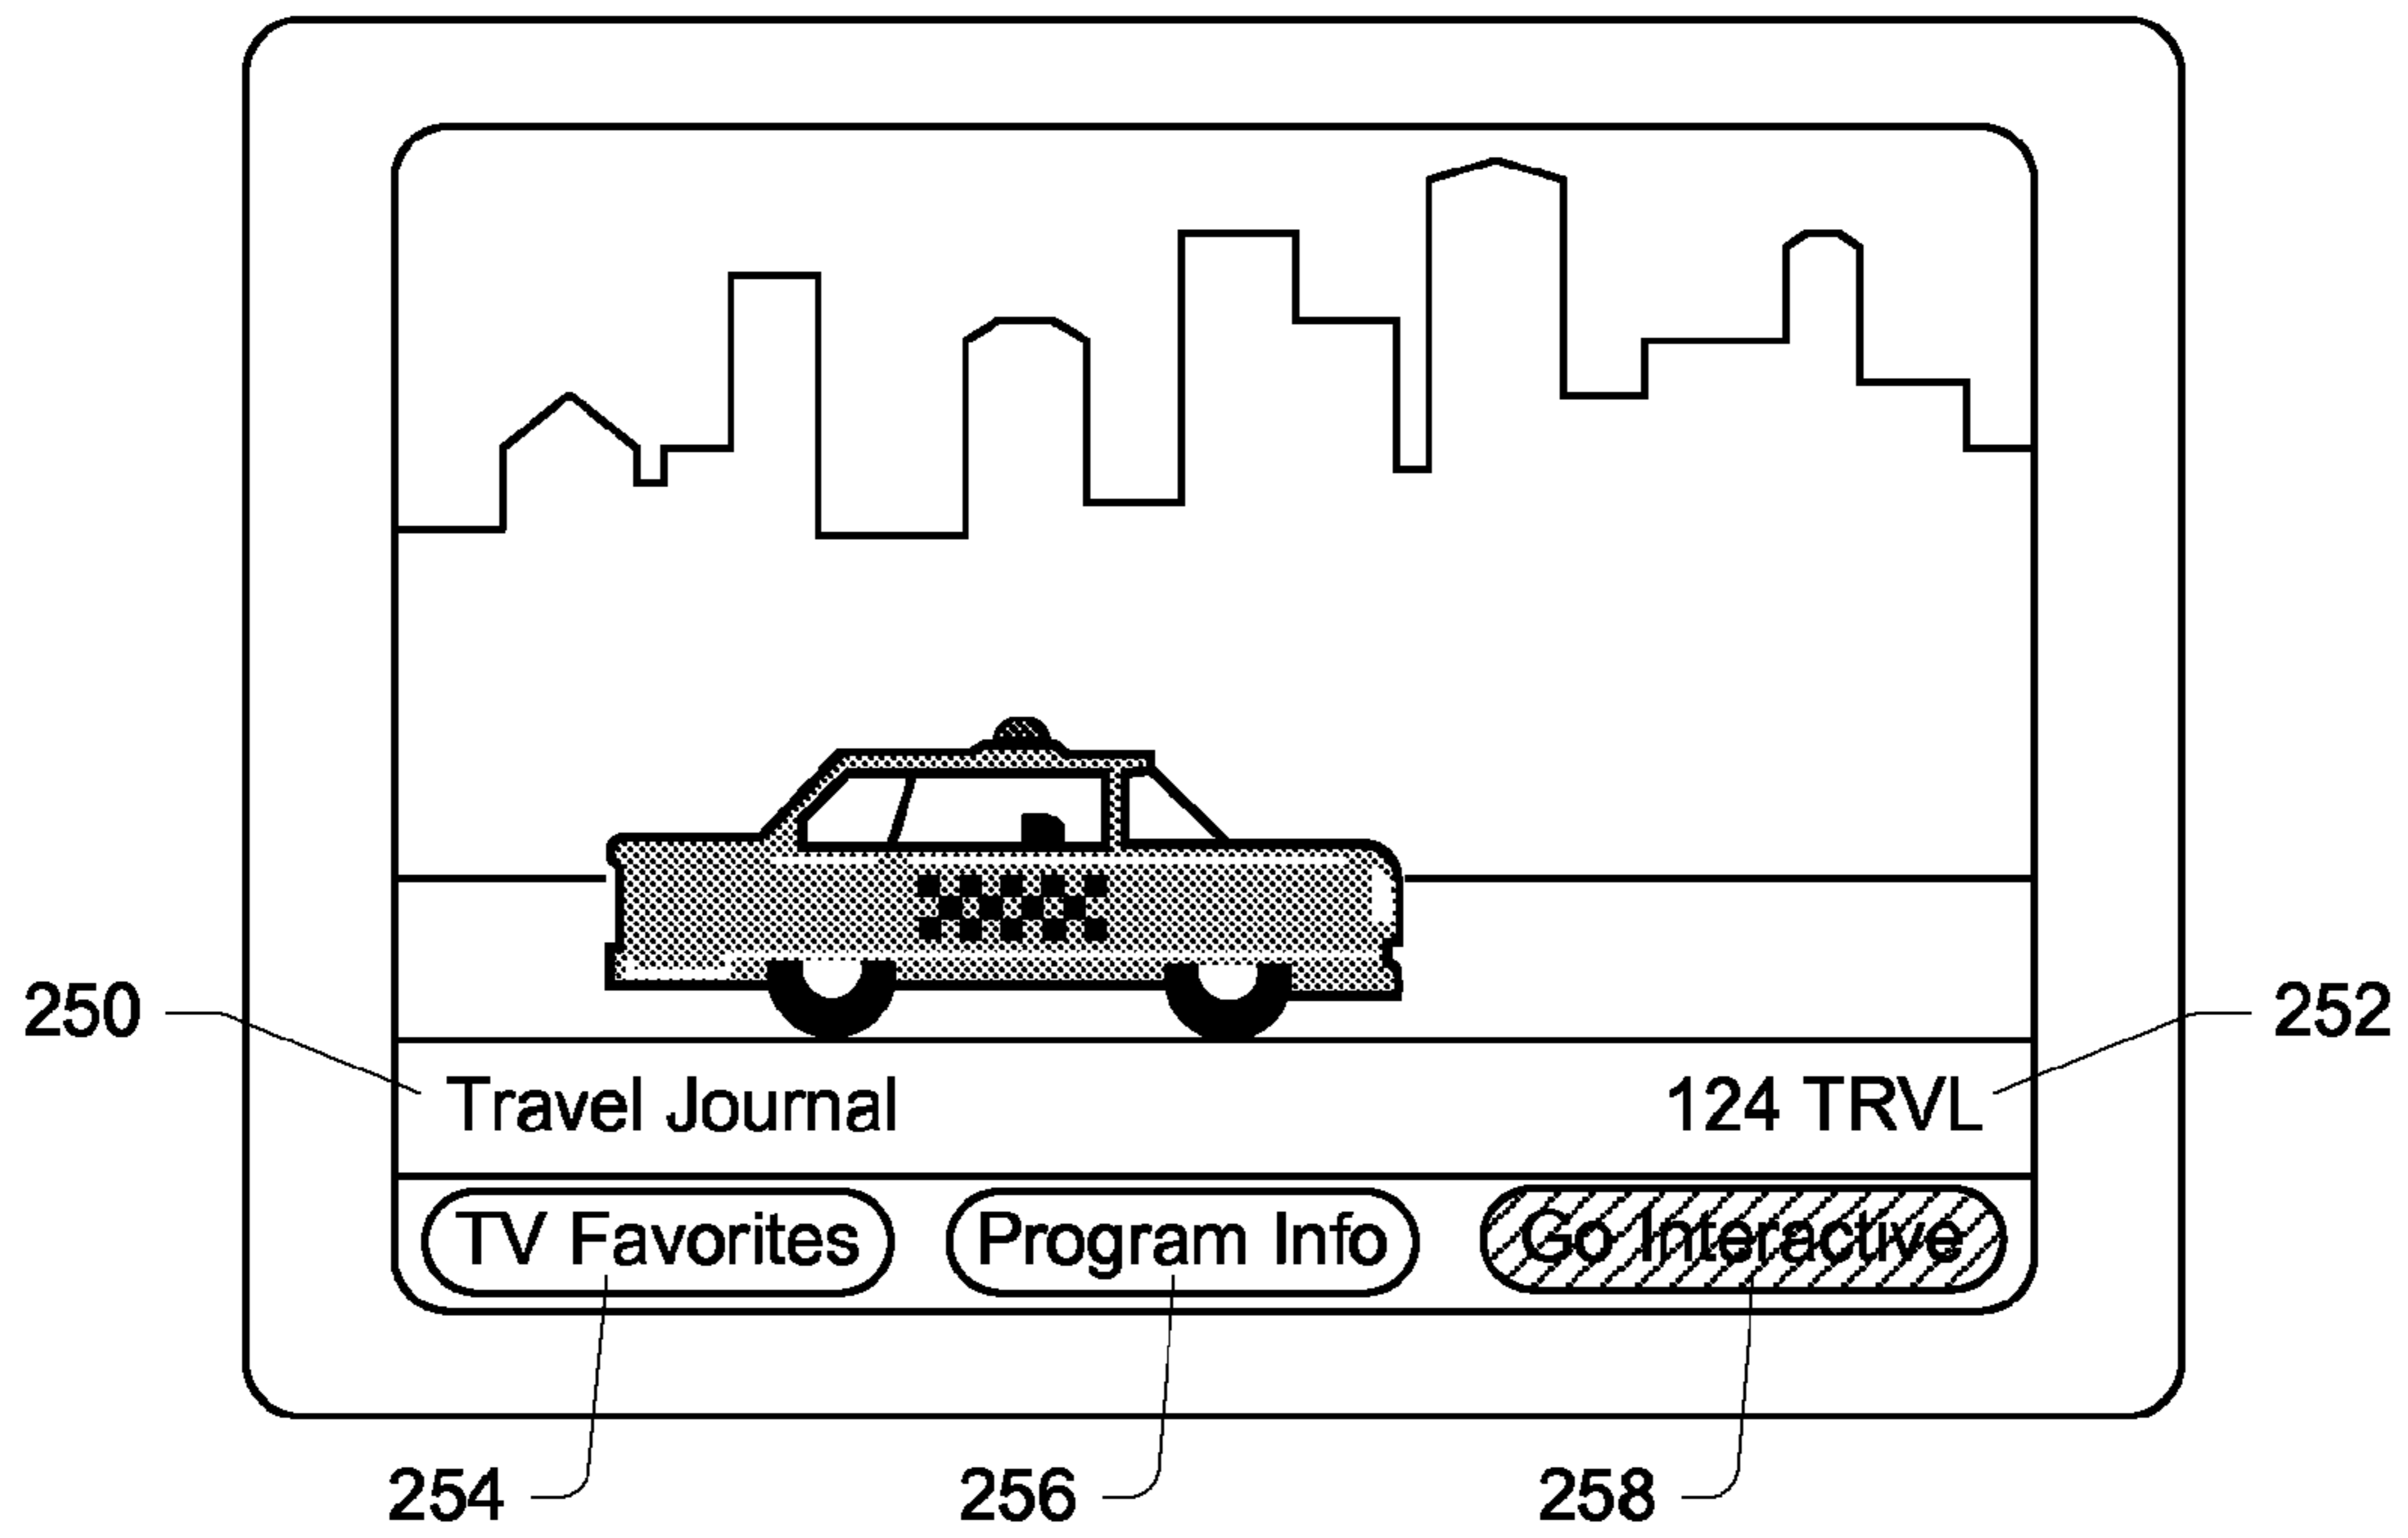 250
252
Travel Journal 124 TRVL
TV Favorites Program Info Go Interactive
254 256 258